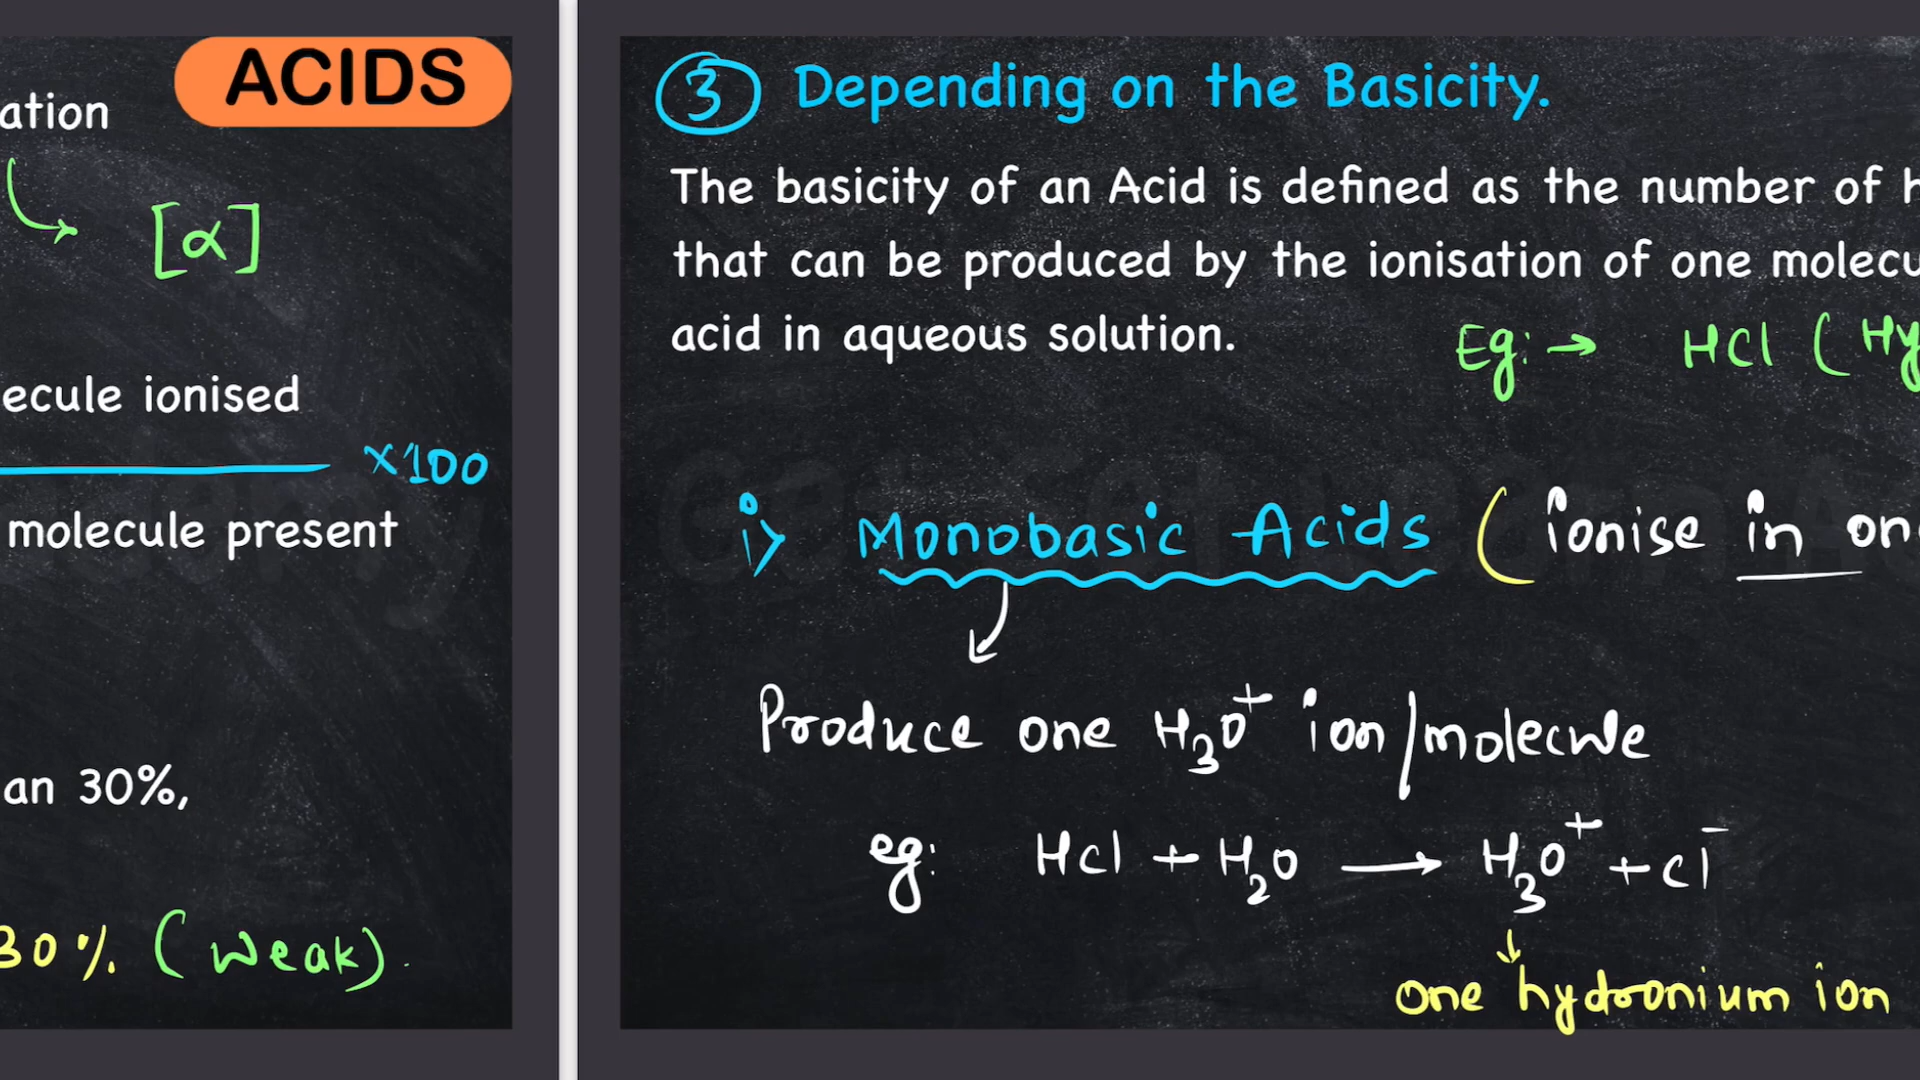 ACIDS
ation
[α]
ecule ionised
×100
molecule present
an 30%,
30% (Weak).
3 Depending on the Basicity.
The basicity of an Acid is defined as the number of
that can be produced by the ionisation of one molecu
acid in aqueous solution.
Eg: → HCl (Hy
i> Monobasic Acids (ionise in on
Produce one H₃O⁺ ion/molecule
eg: HCl + H₂O → H₃O⁺ + Cl⁻
one hydronium ion